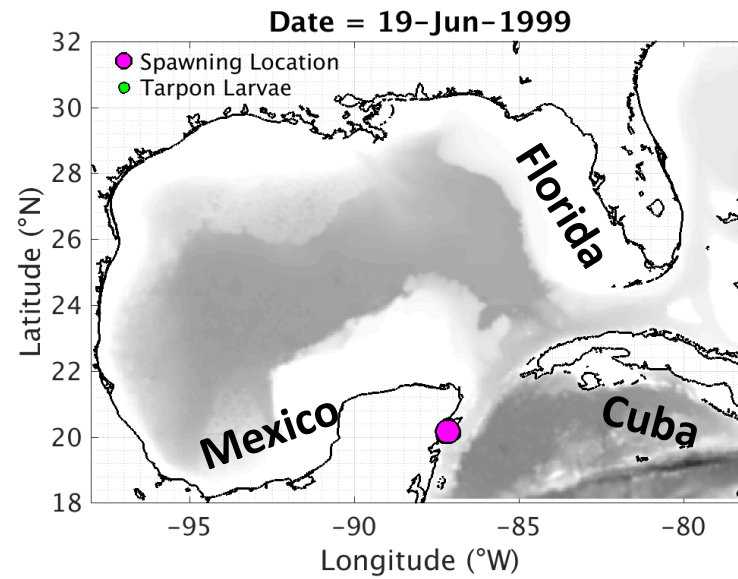 Date = 19-Jun-1999
Spawning Location
Tarpon Larvae
32
30
28
26
24
22
20
18
Latitude (°N)
Florida
Mexico
Cuba
-95
-90
-85
-80
Longitude (°W)